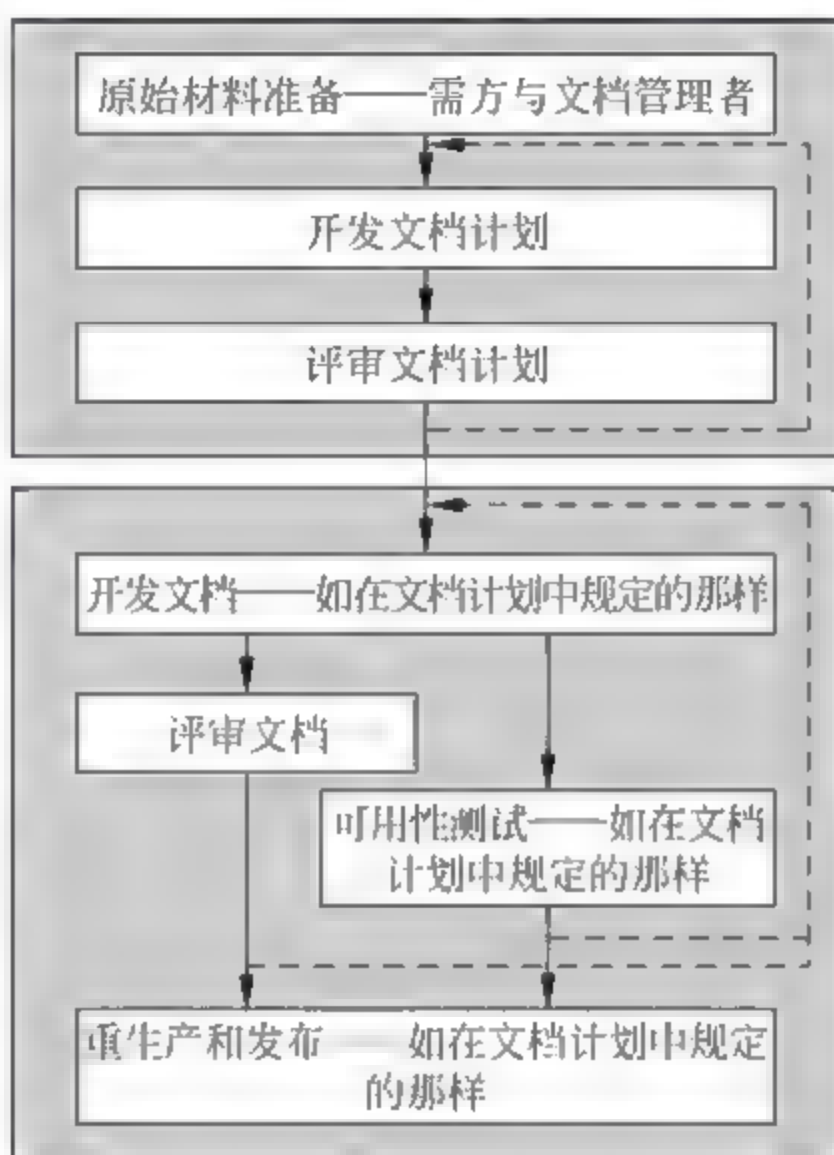 原始材料准备——需方与文档管理者
开发文档计划
评审文档计划
开发文档——如在文档计划中规定的那样
评审文档
可用性测试——如在文档
计划中规定的那样
重生产和发布——如在文档计划中规定
的那样